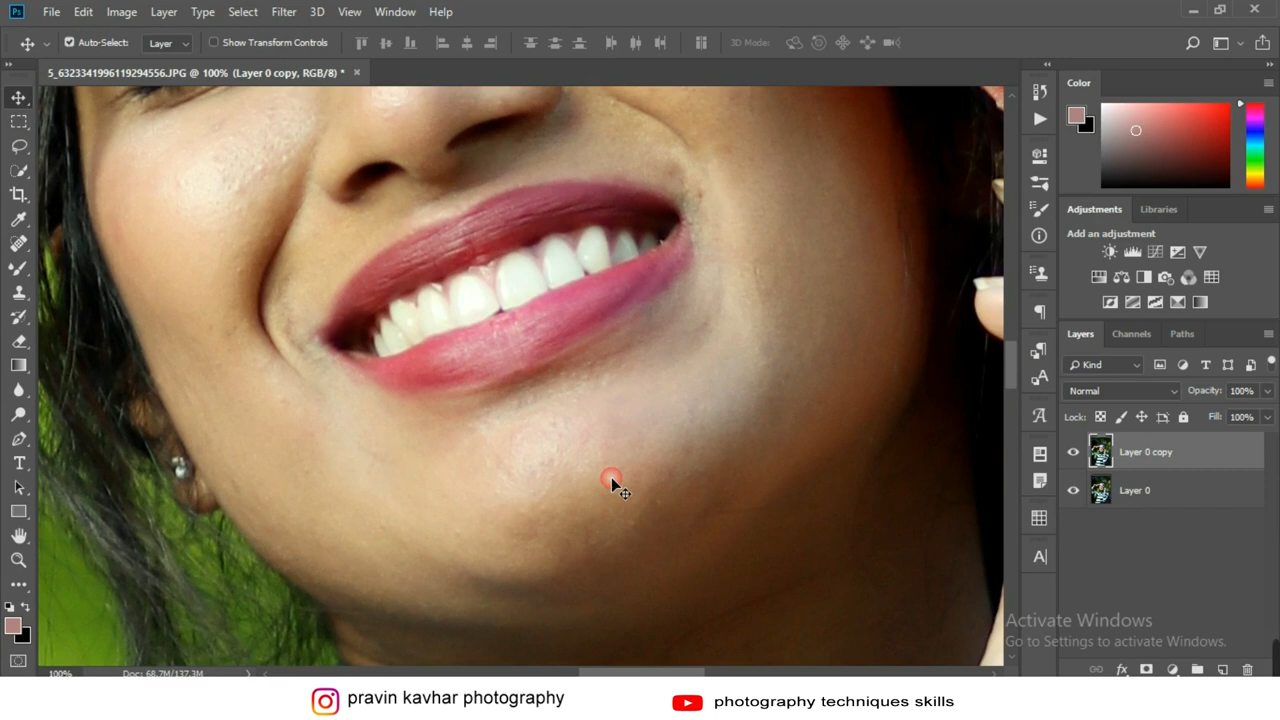 Ps File Edit Image Layer Type Select Filter 3D View Window Help
Auto-Select: Layer Show Transform Controls 3D Mode:
5_6323341996119294556.JPG @ 100% (Layer 0 copy, RGB/8) *
Color
Adjustments Libraries
Add an adjustment
Layers Channels Paths
Kind
Normal Opacity: 100%
Lock: Fill: 100%
Layer 0 copy
Layer 0
Activate Windows
Go to Settings to activate Windows.
100% Doc: 68.7M/137.3M
pravin kavhar photography photography techniques skills